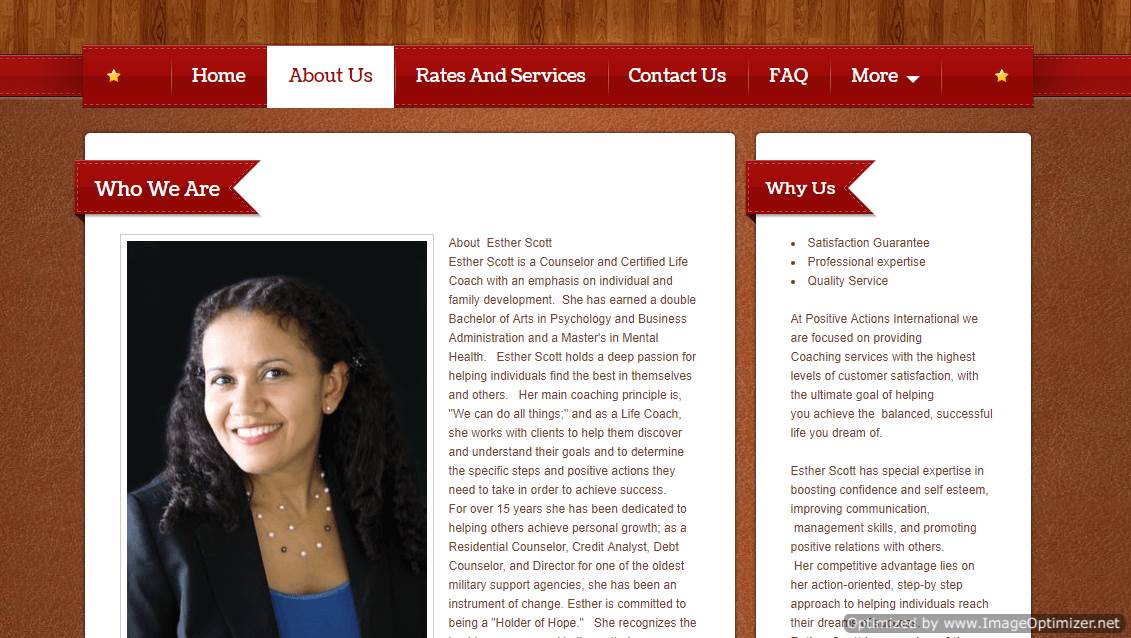 Home
About Us
Rates And Services
Contact Us
FAQ
More
Who We Are
About Esther Scott
Esther Scott is a Counselor and Certified Life
Coach with an emphasis on individual and
family development. She has earned a double
Bachelor of Arts in Psychology and Business
Administration and a Master's in Mental
Health. Esther Scott holds a deep passion for
helping individuals find the best in themselves
and others. Her main coaching principle is,
"We can do all things;" and as a Life Coach,
she works with clients to help them discover
and understand their goals and to determine
the specific steps and positive actions they
need to take in order to achieve success.
For over 15 years she has been dedicated to
helping others achieve personal growth; as a
Residential Counselor, Credit Analyst, Debt
Counselor, and Director for one of the oldest
military support agencies, she has been an
instrument of change. Esther is committed to
being a "Holder of Hope." She recognizes the
Why Us
• Satisfaction Guarantee
• Professional expertise
• Quality Service
At Positive Actions International we
are focused on providing
Coaching services with the highest
levels of customer satisfaction, with
the ultimate goal of helping
you achieve the balanced, successful
life you dream of.
Esther Scott has special expertise in
boosting confidence and self esteem,
improving communication,
management skills, and promoting
positive relations with others.
Her competitive advantage lies on
her action-oriented, step-by step
approach to helping individuals reach
their
Optimized by www.ImageOptimizer.net